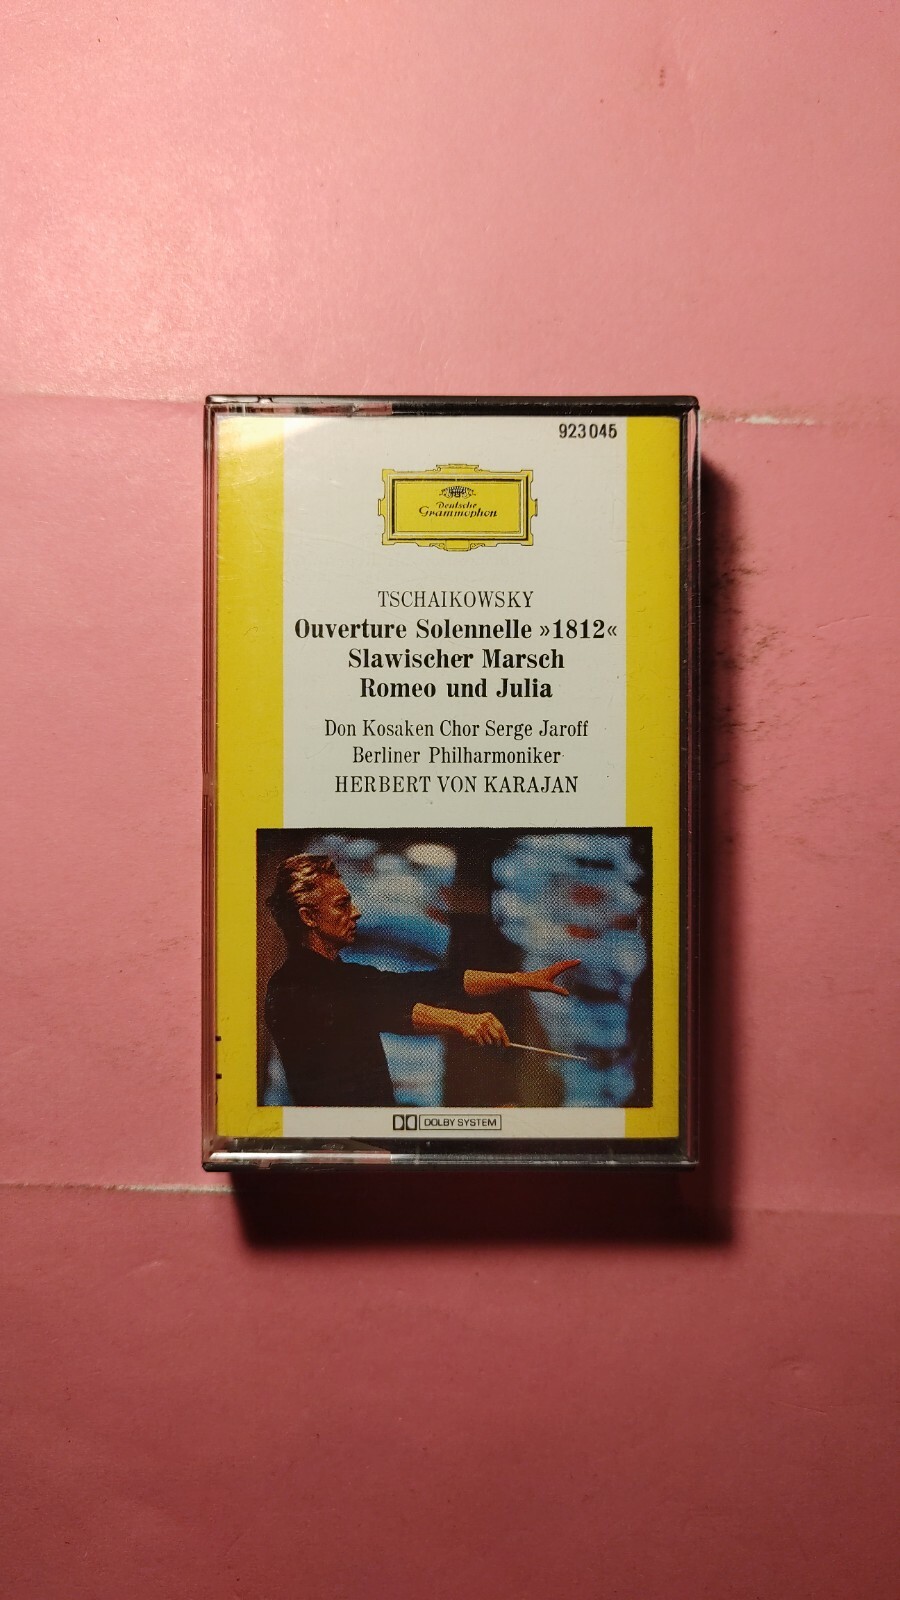 923045
Deutsche
Grammophon
TSCHAIKOWSKY
Ouverture Solennelle »1812«
Slawischer Marsch
Romeo und Julia
Don Kosaken Chor Serge Jaroff
Berliner Philharmoniker
HERBERT VON KARAJAN
DOLBY SYSTEM